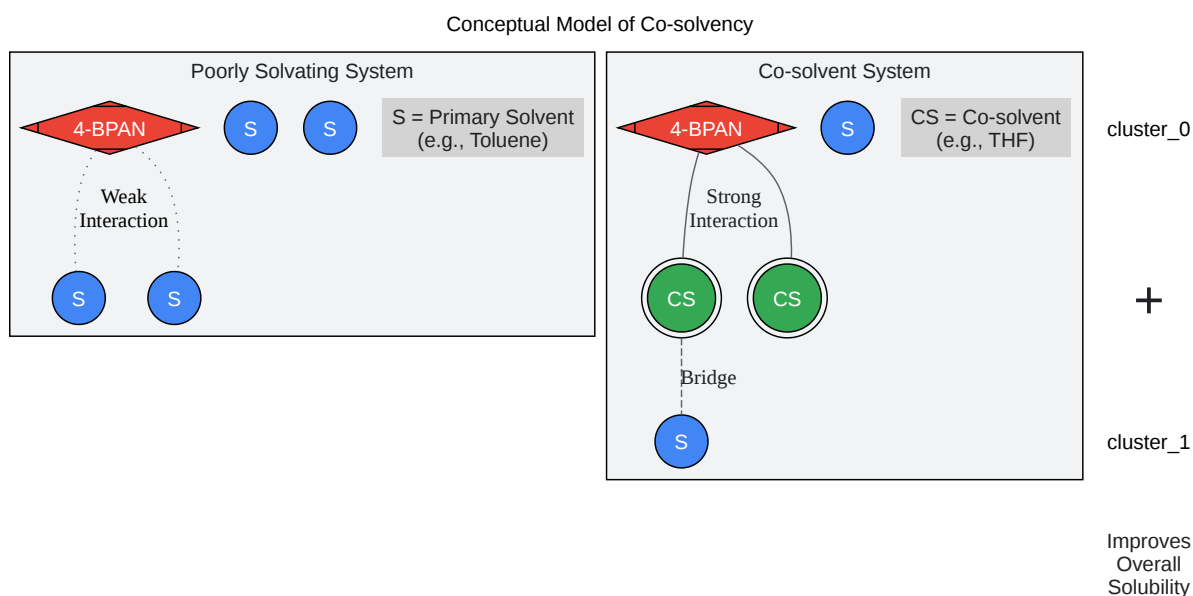 Conceptual Model of Co-solvency
Poorly Solvating System
4-BPAN
S
S
S = Primary Solvent
(e.g., Toluene)
Weak
Interaction
S
S
Co-solvent System
4-BPAN
S
CS = Co-solvent
(e.g., THF)
Strong
Interaction
CS
CS
Bridge
S
cluster_0
+
cluster_1
Improves
Overall
Solubility